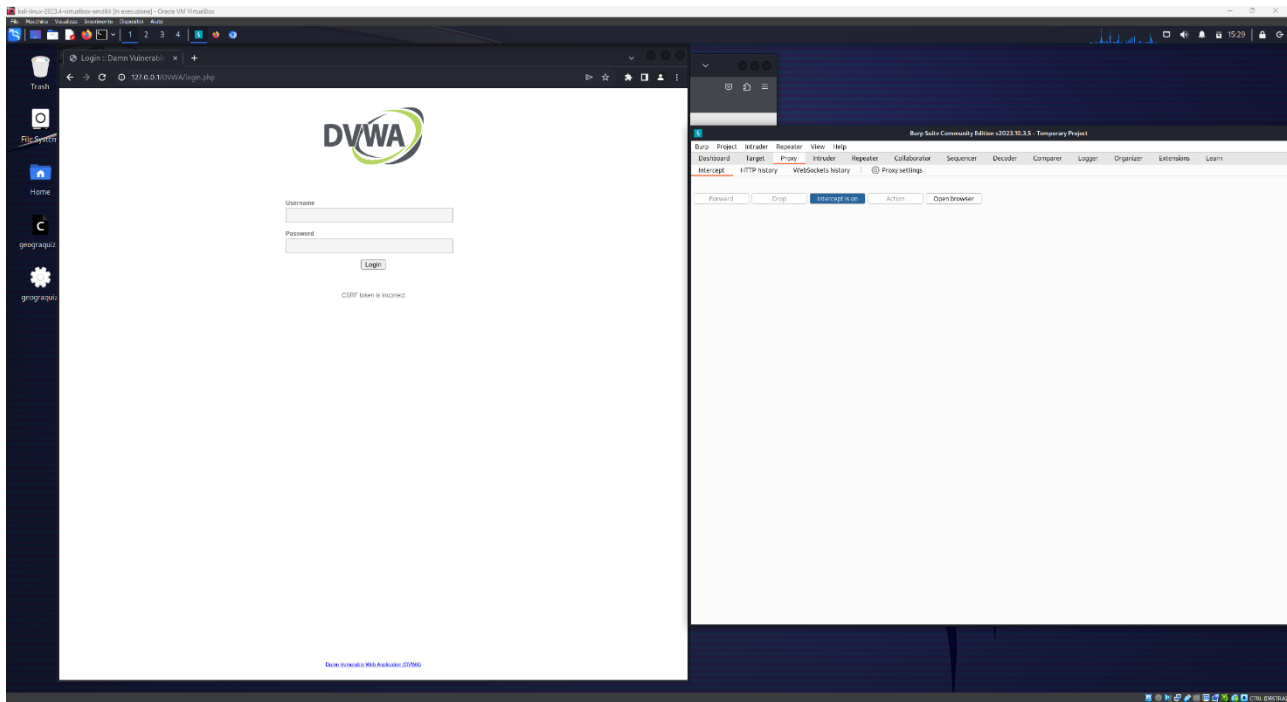 kali-linux-2023.4-virtualbox-amd64 [In esecuzione] - Oracle VM VirtualBox
File Macchina Visualizza Inserimento Dispositivi Aiuto
1 2 3 4
15:29
Trash
File System
Home
geograquiz
geograquiz
Login :: Damn Vulnerable
127.0.0.1/DVWA/login.php
DVWA
Username
Password
Login
CSRF token is incorrect
Damn Vulnerable Web Application (DVWA)
Burp Suite Community Edition v2023.10.3.5 - Temporary Project
Burp Project Intruder Repeater View Help
Dashboard Target Proxy Intruder Repeater Collaborator Sequencer Decoder Comparer Logger Organizer Extensions Learn
Intercept HTTP history WebSockets history Proxy settings
Forward Drop Intercept is on Action Open browser